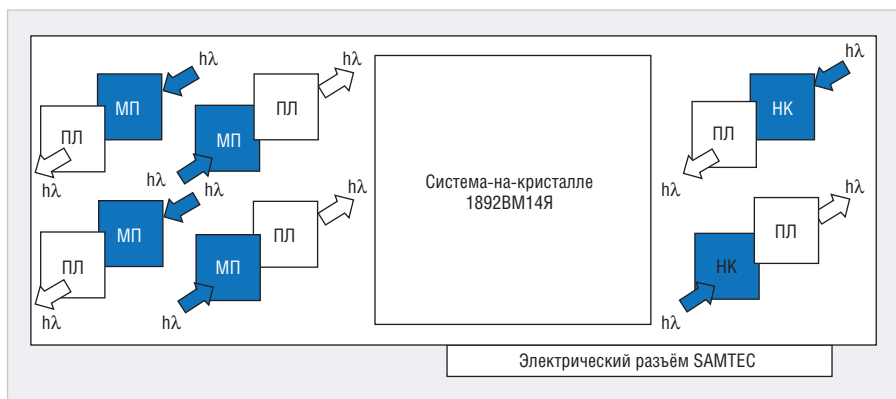 hλ
МП
ПЛ
hλ
hλ
ПЛ
МП
hλ
hλ
МП
ПЛ
hλ
hλ
ПЛ
МП
hλ
Система-на-кристалле
1892ВМ14Я
hλ
НК
ПЛ
hλ
hλ
ПЛ
НК
hλ
Электрический разъём SAMTEC